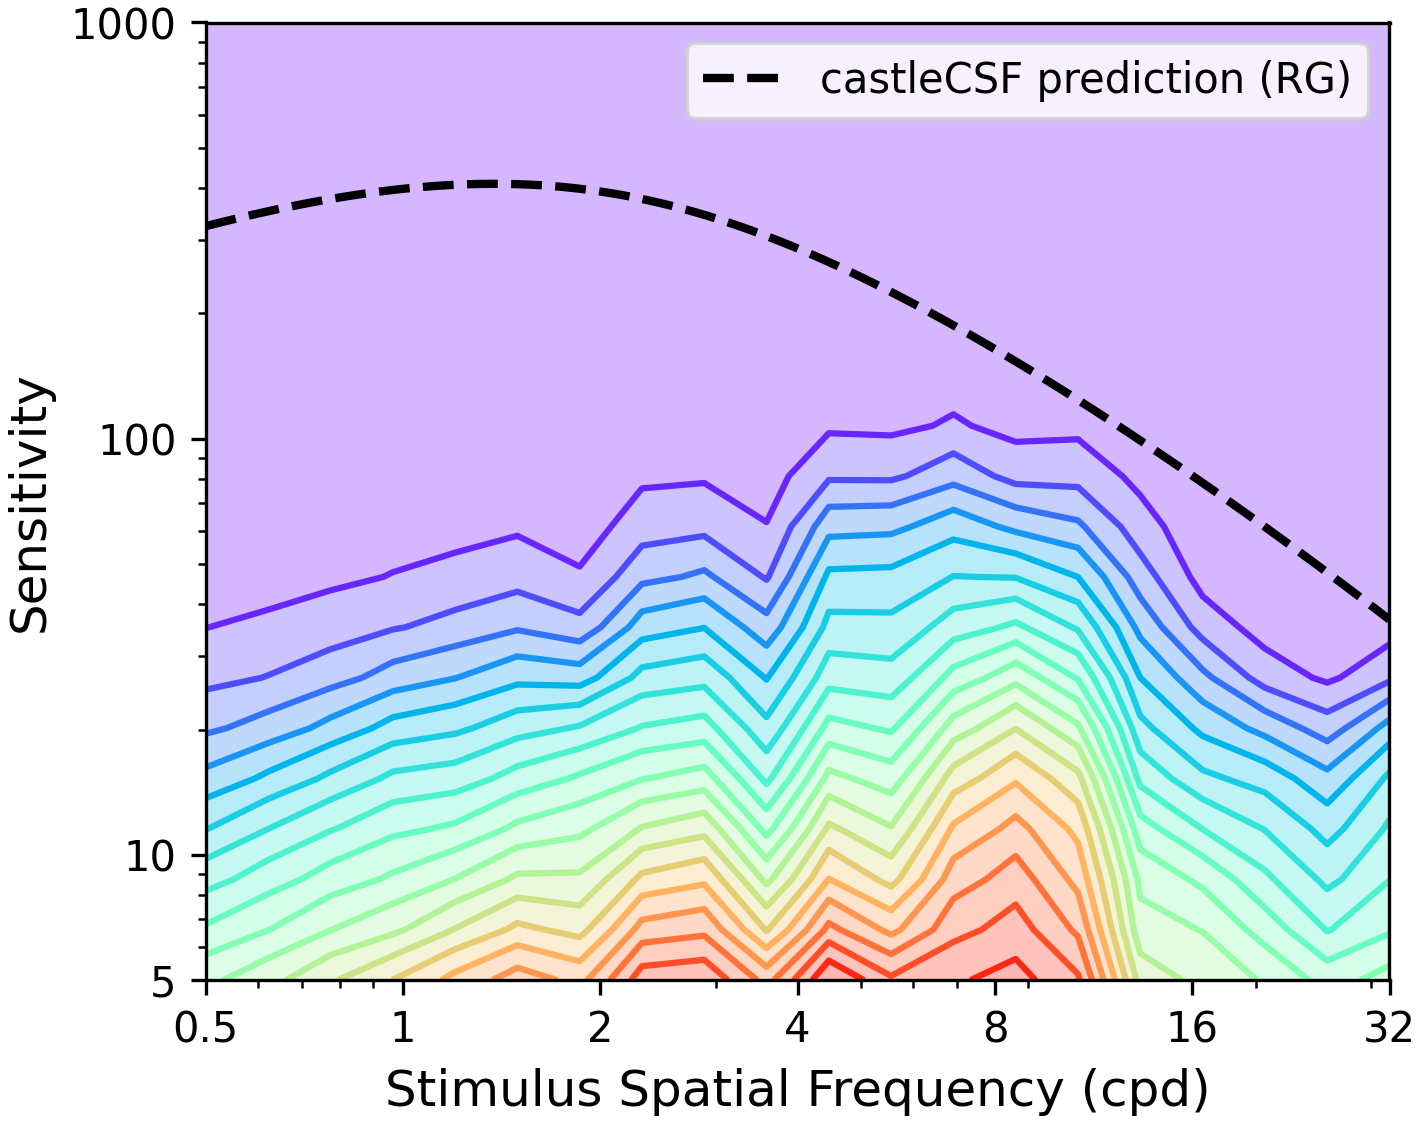 1000
castleCSF prediction (RG)
100
10
5
Sensitivity
0.5 1 2 4 8 16 32
Stimulus Spatial Frequency (cpd)